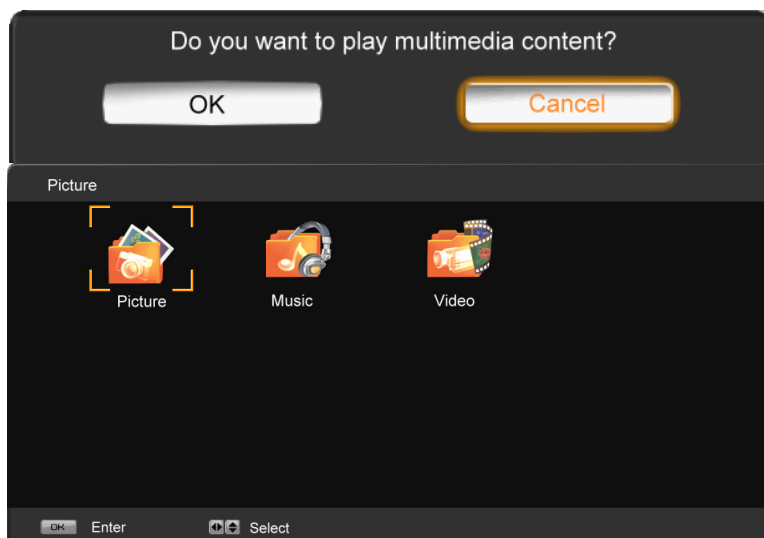 Do you want to play multimedia content?
OK Cancel
Picture
Picture Music Video
OK Enter Select